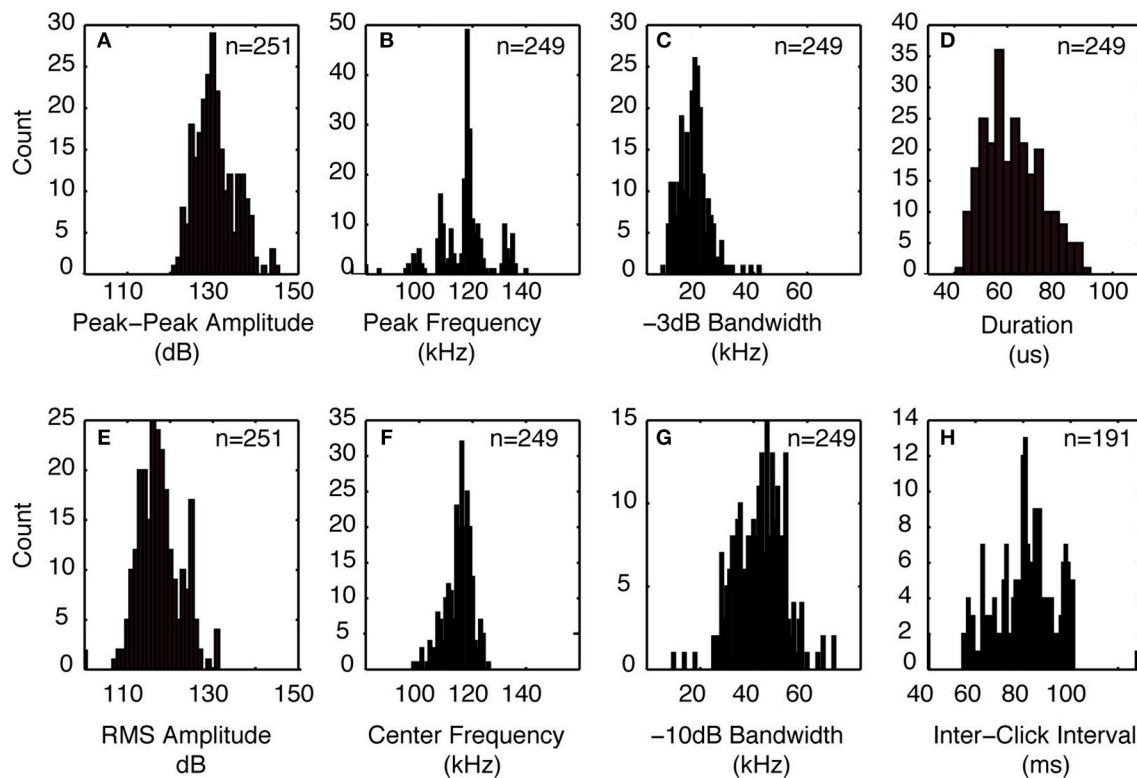 A n=251
30
25
20
15
10
5
0
Count
110 130 150
Peak-Peak Amplitude
(dB)
B n=249
50
40
30
20
10
0
100 120 140
Peak Frequency
(kHz)
C n=249
30
25
20
15
10
5
0
20 40 60
-3dB Bandwidth
(kHz)
D n=249
40
35
30
25
20
15
10
5
0
40 60 80 100
Duration
(us)
E n=251
25
20
15
10
5
0
Count
110 130 150
RMS Amplitude
dB
F n=249
35
30
25
20
15
10
5
0
100 120 140
Center Frequency
(kHz)
G n=249
15
10
5
0
20 40 60
-10dB Bandwidth
(kHz)
H n=191
14
12
10
8
6
4
2
0
40 60 80 100
Inter-Click Interval
(ms)